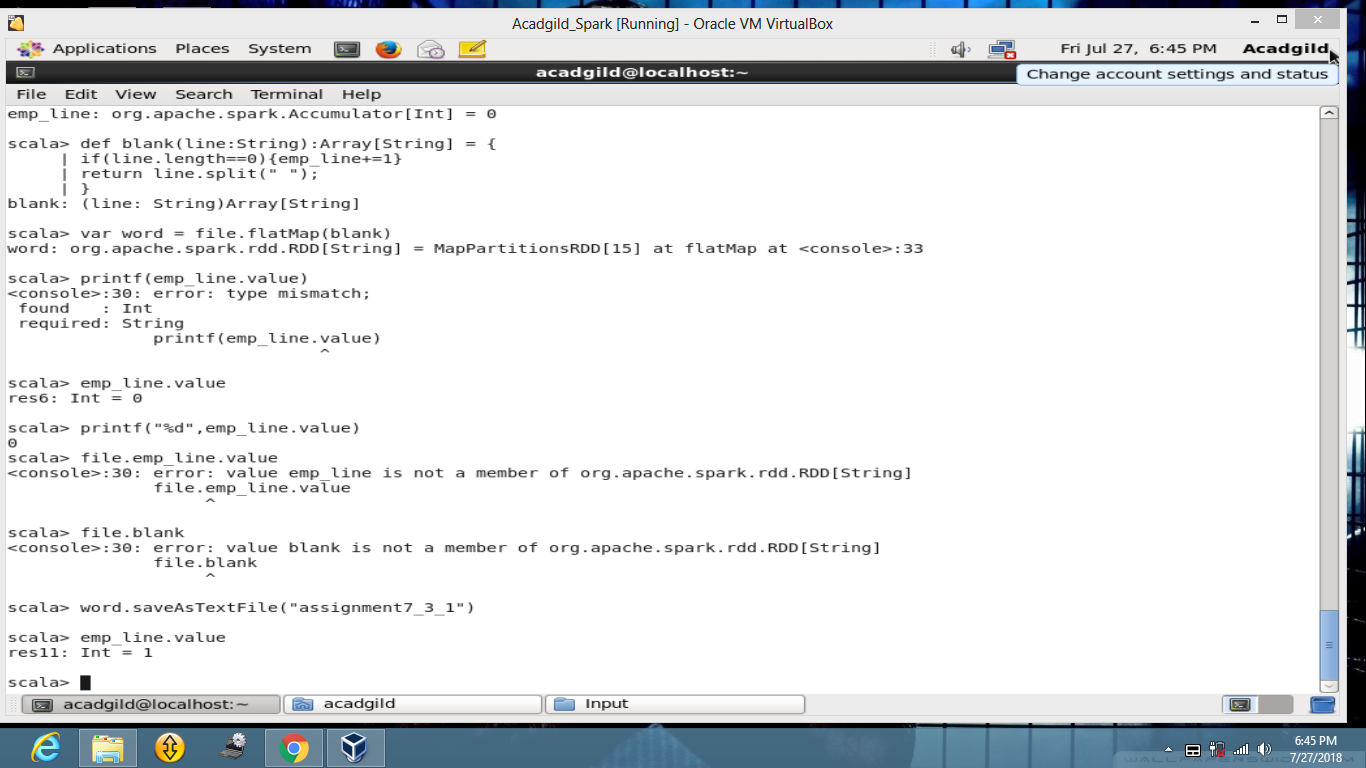 Acadgild_Spark [Running] - Oracle VM VirtualBox
Applications Places System Fri Jul 27, 6:45 PM Acadgild
acadgild@localhost:~
Change account settings and status
File Edit View Search Terminal Help
emp_line: org.apache.spark.Accumulator[Int] = 0
scala> def blank(line:String):Array[String] = {
| if(line.length==0){emp_line+=1}
| return line.split(" ");
| }
blank: (line: String)Array[String]
scala> var word = file.flatMap(blank)
word: org.apache.spark.rdd.RDD[String] = MapPartitionsRDD[15] at flatMap at <console>:33
scala> printf(emp_line.value)
<console>:30: error: type mismatch;
found : Int
required: String
printf(emp_line.value)
^
scala> emp_line.value
res6: Int = 0
scala> printf("%d",emp_line.value)
0
scala> file.emp_line.value
<console>:30: error: value emp_line is not a member of org.apache.spark.rdd.RDD[String]
file.emp_line.value
^
scala> file.blank
<console>:30: error: value blank is not a member of org.apache.spark.rdd.RDD[String]
file.blank
^
scala> word.saveAsTextFile("assignment7_3_1")
scala> emp_line.value
res11: Int = 1
scala>
acadgild@localhost:~ acadgild Input
6:45 PM
7/27/2018